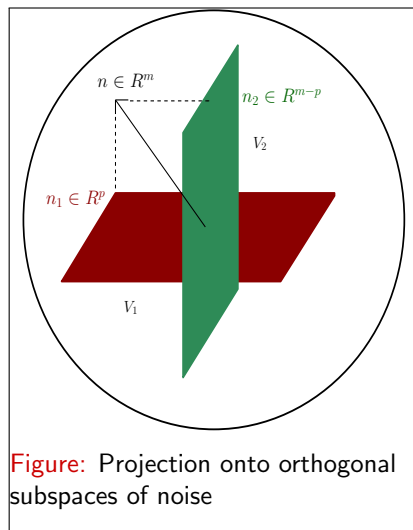 n ∈ R^m
n_2 ∈ R^{m−p}
V_2
n_1 ∈ R^p
V_1
Figure: Projection onto orthogonal
subspaces of noise